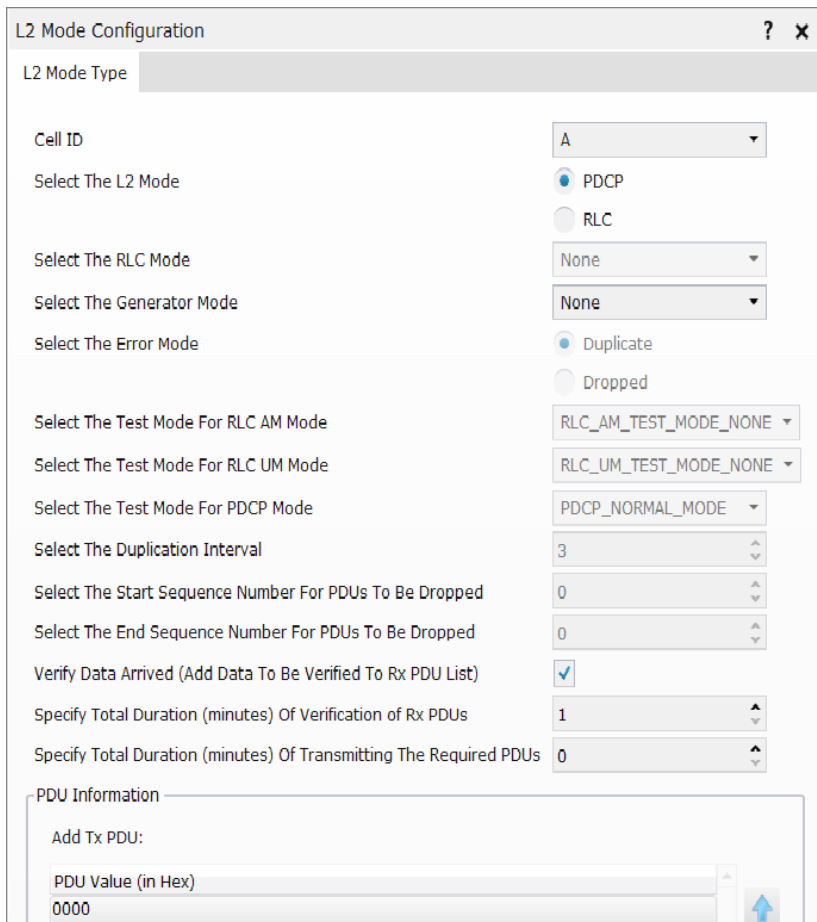 L2 Mode Configuration ? x
L2 Mode Type
Cell ID A
Select The L2 Mode PDCP
RLC
Select The RLC Mode None
Select The Generator Mode None
Select The Error Mode Duplicate
Dropped
Select The Test Mode For RLC AM Mode RLC_AM_TEST_MODE_NONE
Select The Test Mode For RLC UM Mode RLC_UM_TEST_MODE_NONE
Select The Test Mode For PDCP Mode PDCP_NORMAL_MODE
Select The Duplication Interval 3
Select The Start Sequence Number For PDUs To Be Dropped 0
Select The End Sequence Number For PDUs To Be Dropped 0
Verify Data Arrived (Add Data To Be Verified To Rx PDU List)
Specify Total Duration (minutes) Of Verification of Rx PDUs 1
Specify Total Duration (minutes) Of Transmitting The Required PDUs 0
PDU Information
Add Tx PDU:
PDU Value (in Hex)
0000